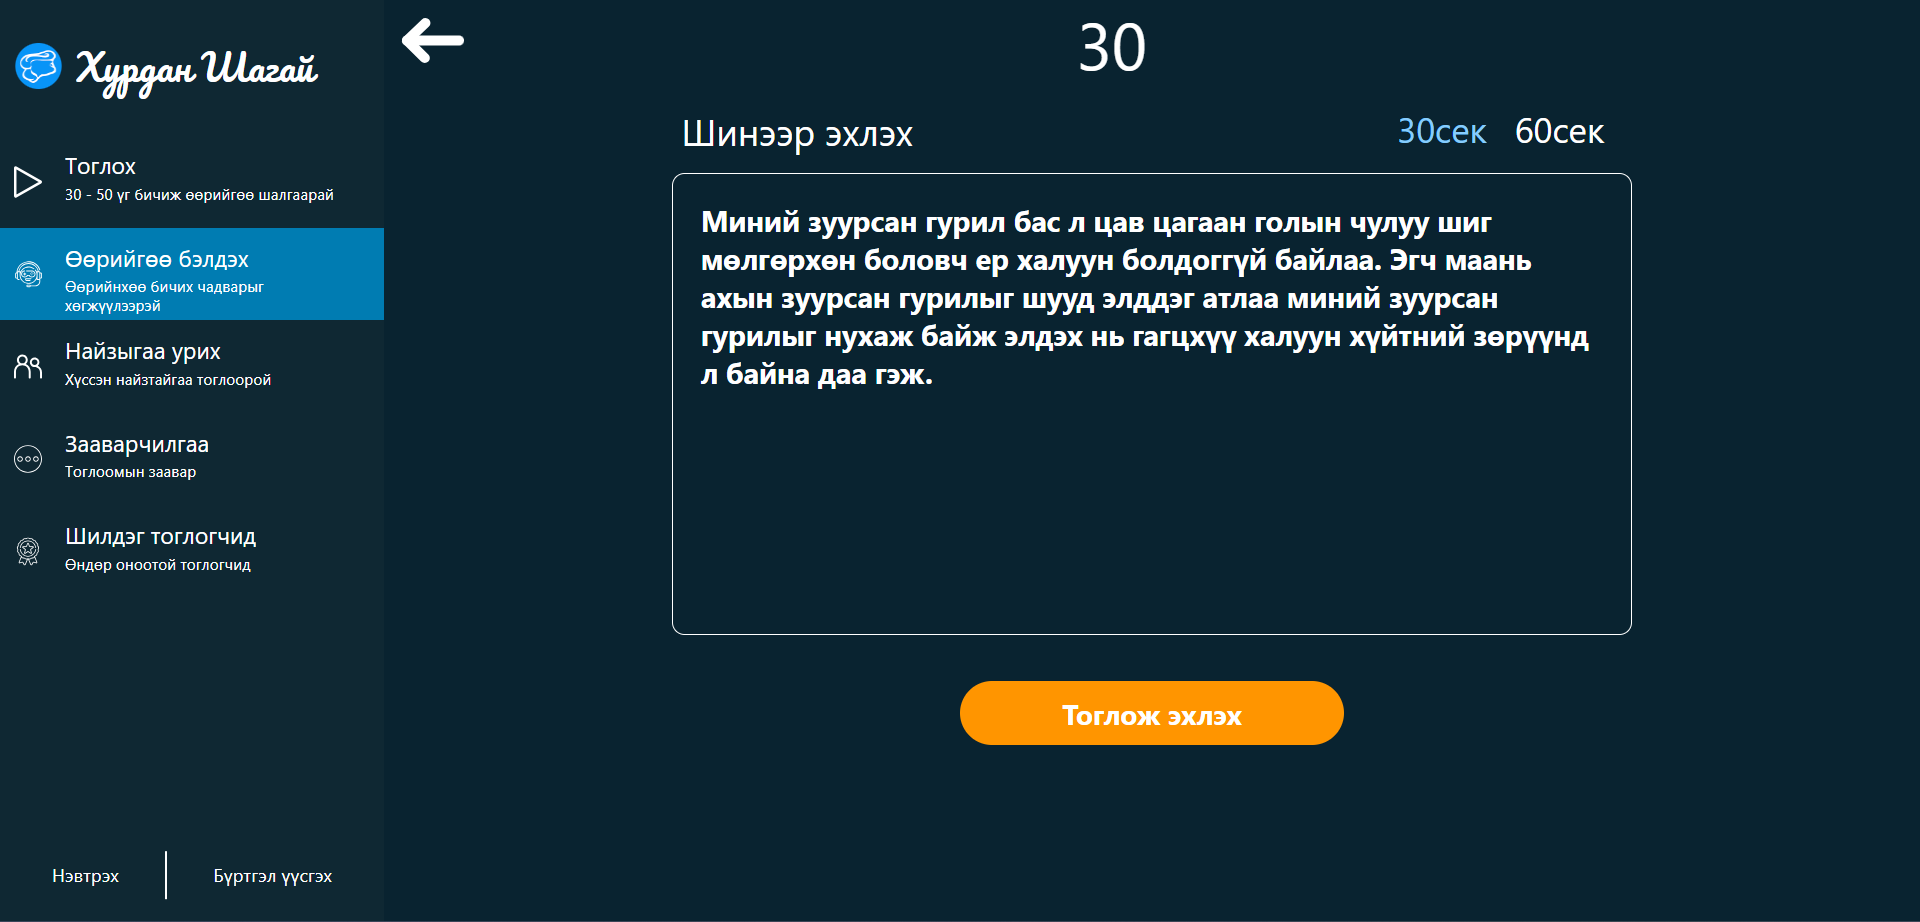 Хурдан Шагай
Тоглох
30 - 50 үг бичиж өөрийгөө шалгаарай
Өөрийгөө бэлдэх
Өөрийнхөө бичих чадварыг
хөгжүүлээрэй
Найзыгаа урих
Хүссэн найзтайгаа тоглоорой
Зааварчилгаа
Тоглоомын заавар
Шилдэг тоглогчид
Өндөр оноотой тоглогчид
Нэвтрэх
Бүртгэл үүсгэх
30
Шинээр эхлэх
30сек 60сек
Миний зуурсан гурил бас л цав цагаан голын чулуу шиг
мөлгөрхөн боловч ер халуун болдоггүй байлаа. Эгч маань
ахын зуурсан гурилыг шууд элддэг атлаа миний зуурсан
гурилыг нухаж байж элдэх нь гагцхүү халуун хүйтний зөрүүнд
л байна даа гэж.
Тоглож эхлэх